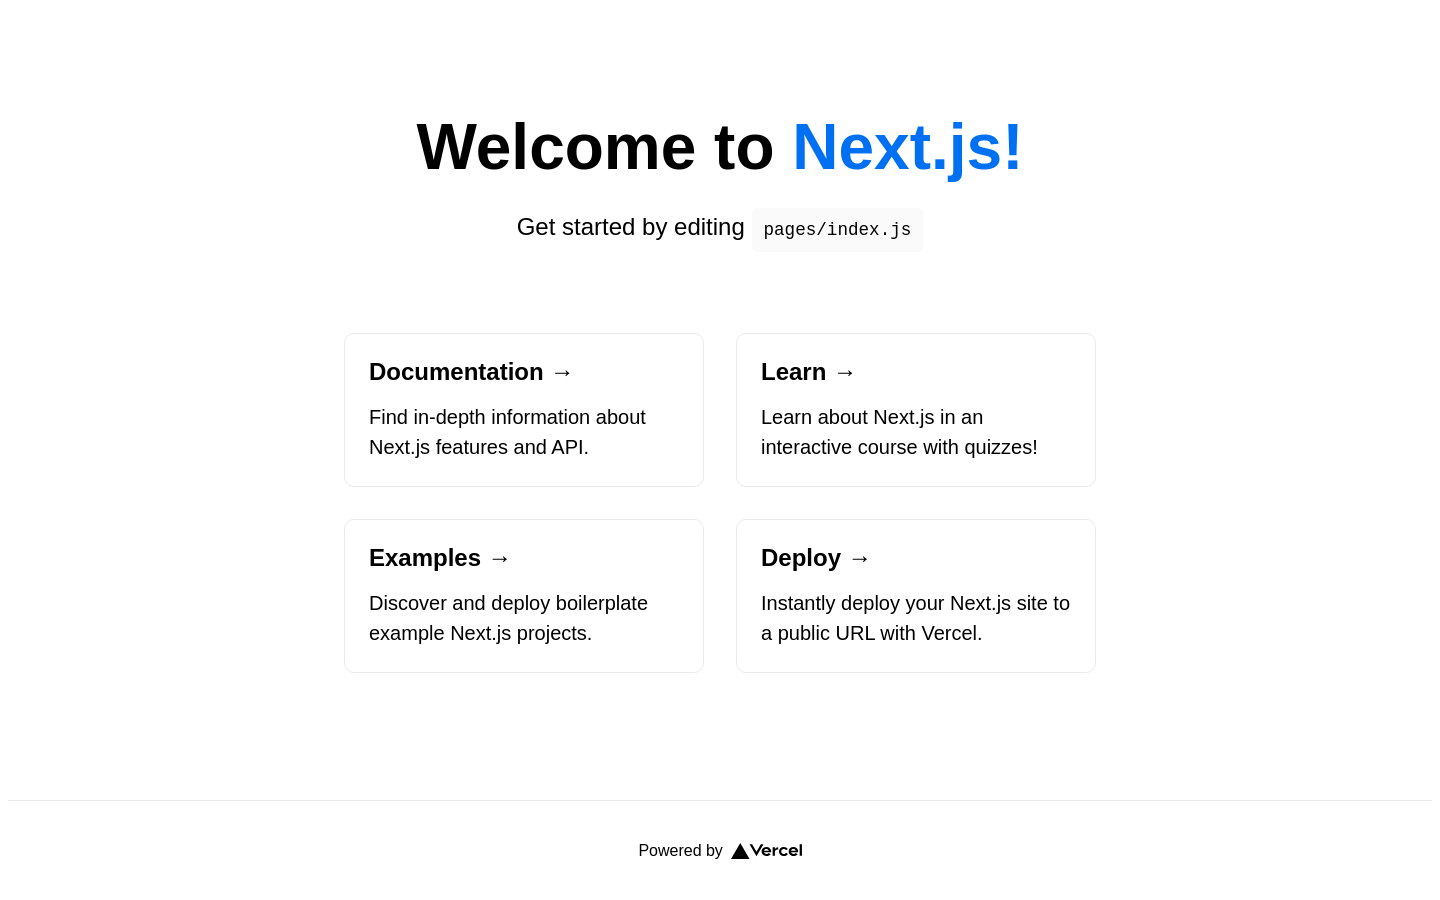 Welcome to Next.js!
Get started by editing pages/index.js
Documentation →
Find in-depth information about
Next.js features and API.
Learn →
Learn about Next.js in an
interactive course with quizzes!
Examples →
Discover and deploy boilerplate
example Next.js projects.
Deploy →
Instantly deploy your Next.js site to
a public URL with Vercel.
Powered by Vercel